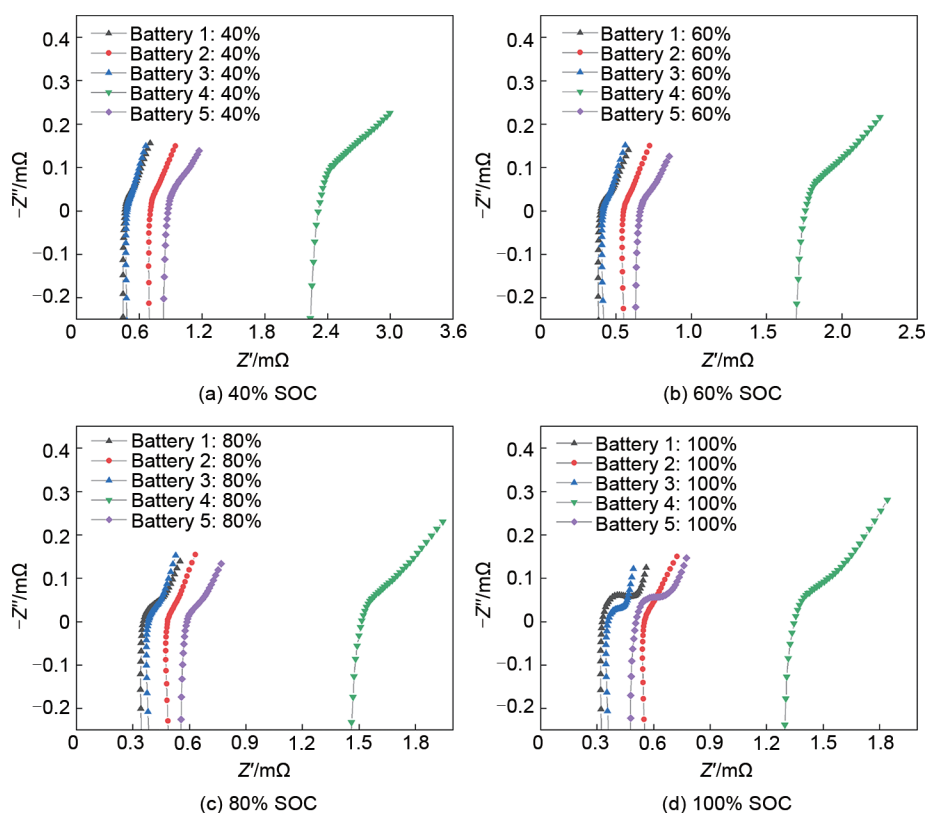 0.4
0.3
0.2
0.1
0
−0.1
−0.2
−Z″/mΩ
Battery 1: 40%
Battery 2: 40%
Battery 3: 40%
Battery 4: 40%
Battery 5: 40%
0 0.6 1.2 1.8 2.4 3.0 3.6
Z′/mΩ
(a) 40% SOC
0.4
0.3
0.2
0.1
0
−0.1
−0.2
−Z″/mΩ
Battery 1: 60%
Battery 2: 60%
Battery 3: 60%
Battery 4: 60%
Battery 5: 60%
0 0.5 1.0 1.5 2.0 2.5
Z′/mΩ
(b) 60% SOC
0.4
0.3
0.2
0.1
0
−0.1
−0.2
−Z″/mΩ
Battery 1: 80%
Battery 2: 80%
Battery 3: 80%
Battery 4: 80%
Battery 5: 80%
0 0.3 0.6 0.9 1.2 1.5 1.8
Z′/mΩ
(c) 80% SOC
0.4
0.3
0.2
0.1
0
−0.1
−0.2
−Z″/mΩ
Battery 1: 100%
Battery 2: 100%
Battery 3: 100%
Battery 4: 100%
Battery 5: 100%
0 0.3 0.6 0.9 1.2 1.5 1.8
Z′/mΩ
(d) 100% SOC